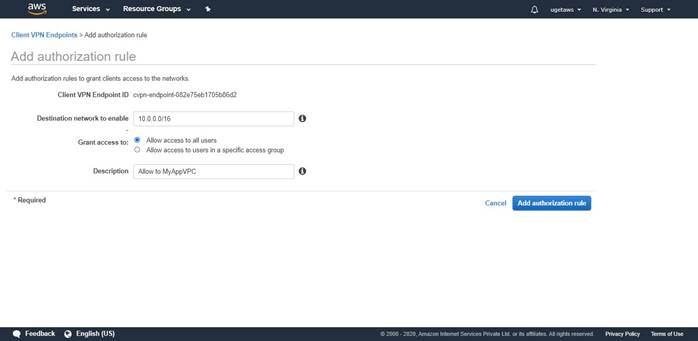 aws Services Resource Groups ugetaws N. Virginia Support
Client VPN Endpoints > Add authorization rule
Add authorization rule
Add authorization rules to grant clients access to the networks.
Client VPN Endpoint ID cvpn-endpoint-082e75eb1705b86d2
Destination network to enable 10.0.0.0/16
Grant access to: Allow access to all users
Allow access to users in a specific access group
Description Allow to MyAppVPC
* Required Cancel Add authorization rule
Feedback English (US) © 2008 - 2020, Amazon Internet Services Private Ltd. or its affiliates. All rights reserved. Privacy Policy Terms of Use